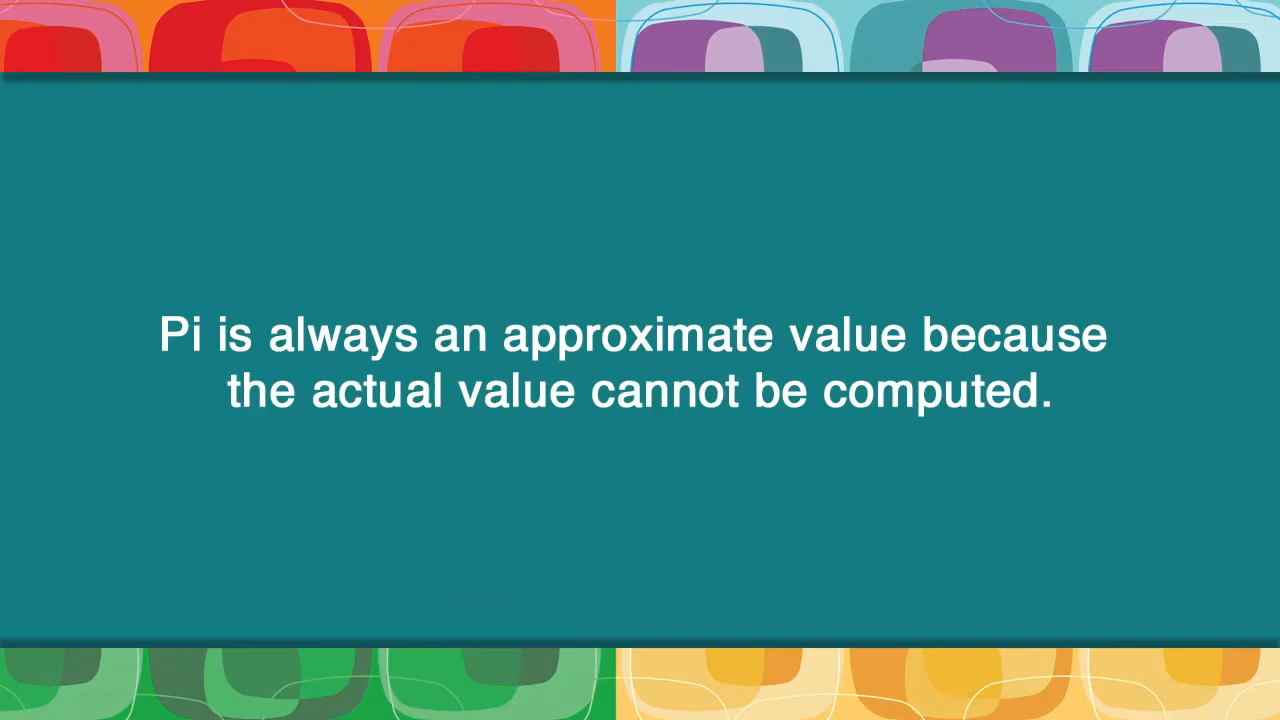 Pi is always an approximate value because
the actual value cannot be computed.